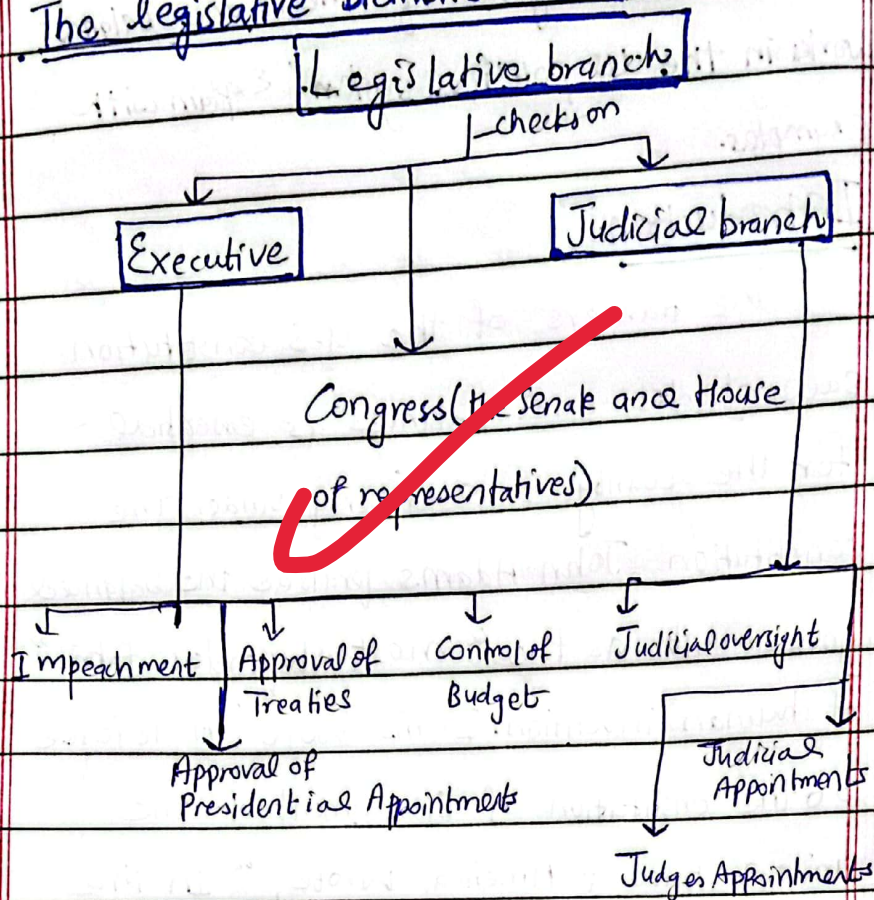 The legislative
Legislative branch
checks on
Executive
Judicial branch
Congress (the Senate and House
of representatives)
Impeachment
Approval of
Treaties
Control of
Budget
Judicial oversight
Approval of
Presidential Appointments
Judicial
Appointments
Judges Appointments